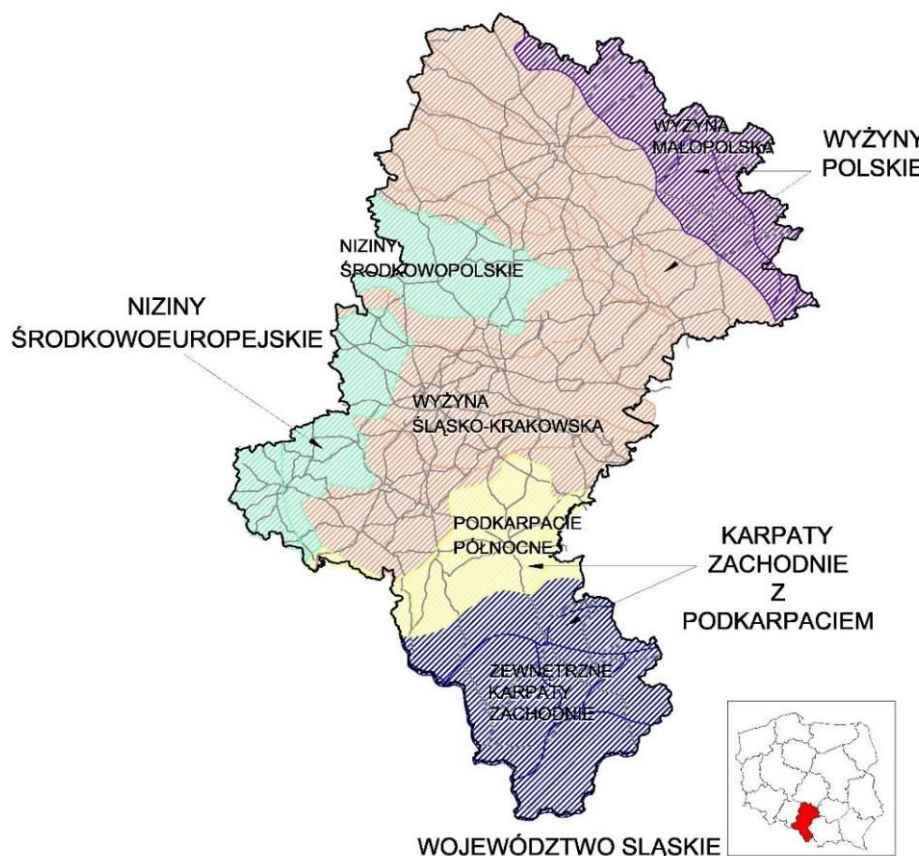 WYŻYNA
MAŁOPOLSKA
WYŻYNY
POLSKIE
NIZINY
ŚRODKOWOPOLSKIE
NIZINY
ŚRODKOWOEUROPEJSKIE
WYŻYNA
ŚLĄSKO-KRAKOWSKA
PODKARPACIE
PÓŁNOCNE
KARPATY
ZACHODNIE
Z
PODKARPACIEM
ZEWNĘTRZNE
KARPATY
ZACHODNIE
WOJEWÓDZTWO SLĄSKIE